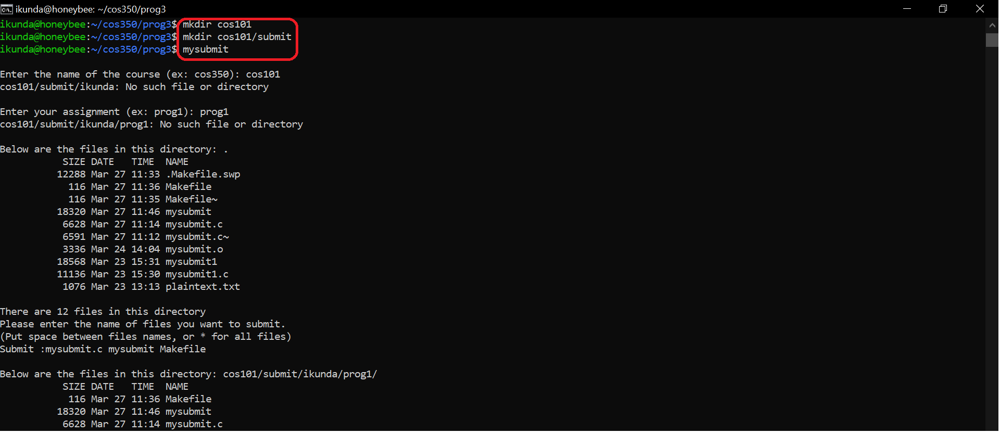 ikunda@honeybee: ~/cos350/prog3
ikunda@honeybee:~/cos350/prog3$ mkdir cos101
ikunda@honeybee:~/cos350/prog3$ mkdir cos101/submit
ikunda@honeybee:~/cos350/prog3$ mysubmit
Enter the name of the course (ex: cos350): cos101
cos101/submit/ikunda: No such file or directory
Enter your assignment (ex: prog1): prog1
cos101/submit/ikunda/prog1: No such file or directory
Below are the files in this directory: .
SIZE DATE   TIME  NAME
12288 Mar 27 11:33 .Makefile.swp
116 Mar 27 11:36 Makefile
116 Mar 27 11:35 Makefile~
18320 Mar 27 11:46 mysubmit
6628 Mar 27 11:14 mysubmit.c
6591 Mar 27 11:12 mysubmit.c~
3336 Mar 24 14:04 mysubmit.o
18568 Mar 23 15:31 mysubmit1
11136 Mar 23 15:30 mysubmit1.c
1076 Mar 23 13:13 plaintext.txt
There are 12 files in this directory
Please enter the name of files you want to submit.
(Put space between files names, or * for all files)
Submit :mysubmit.c mysubmit Makefile
Below are the files in this directory: cos101/submit/ikunda/prog1/
SIZE DATE   TIME  NAME
116 Mar 27 11:36 Makefile
18320 Mar 27 11:46 mysubmit
6628 Mar 27 11:14 mysubmit.c